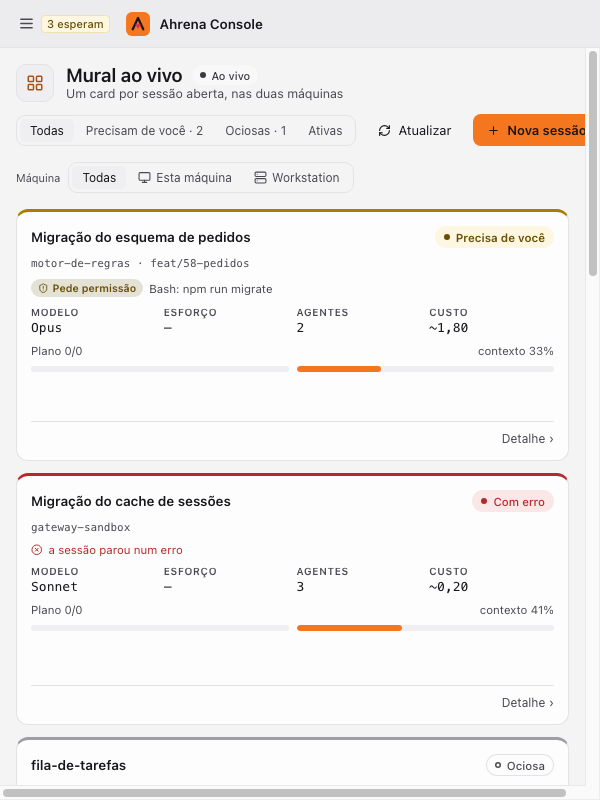 3 esperam Ahrena Console
Mural ao vivo Ao vivo
Um card por sessão aberta, nas duas máquinas
Todas Precisam de você · 2 Ociosas · 1 Ativas Atualizar + Nova sessão
Máquina Todas Esta máquina Workstation
Migração do esquema de pedidos Precisa de você
motor-de-regras · feat/58-pedidos
Pede permissão Bash: npm run migrate
MODELO ESFORÇO AGENTES CUSTO
Opus — 2 ~1,80
Plano 0/0 contexto 33%
Detalhe ›
Migração do cache de sessões Com erro
gateway-sandbox
a sessão parou num erro
MODELO ESFORÇO AGENTES CUSTO
Sonnet — 3 ~0,20
Plano 0/0 contexto 41%
Detalhe ›
fila-de-tarefas Ociosa